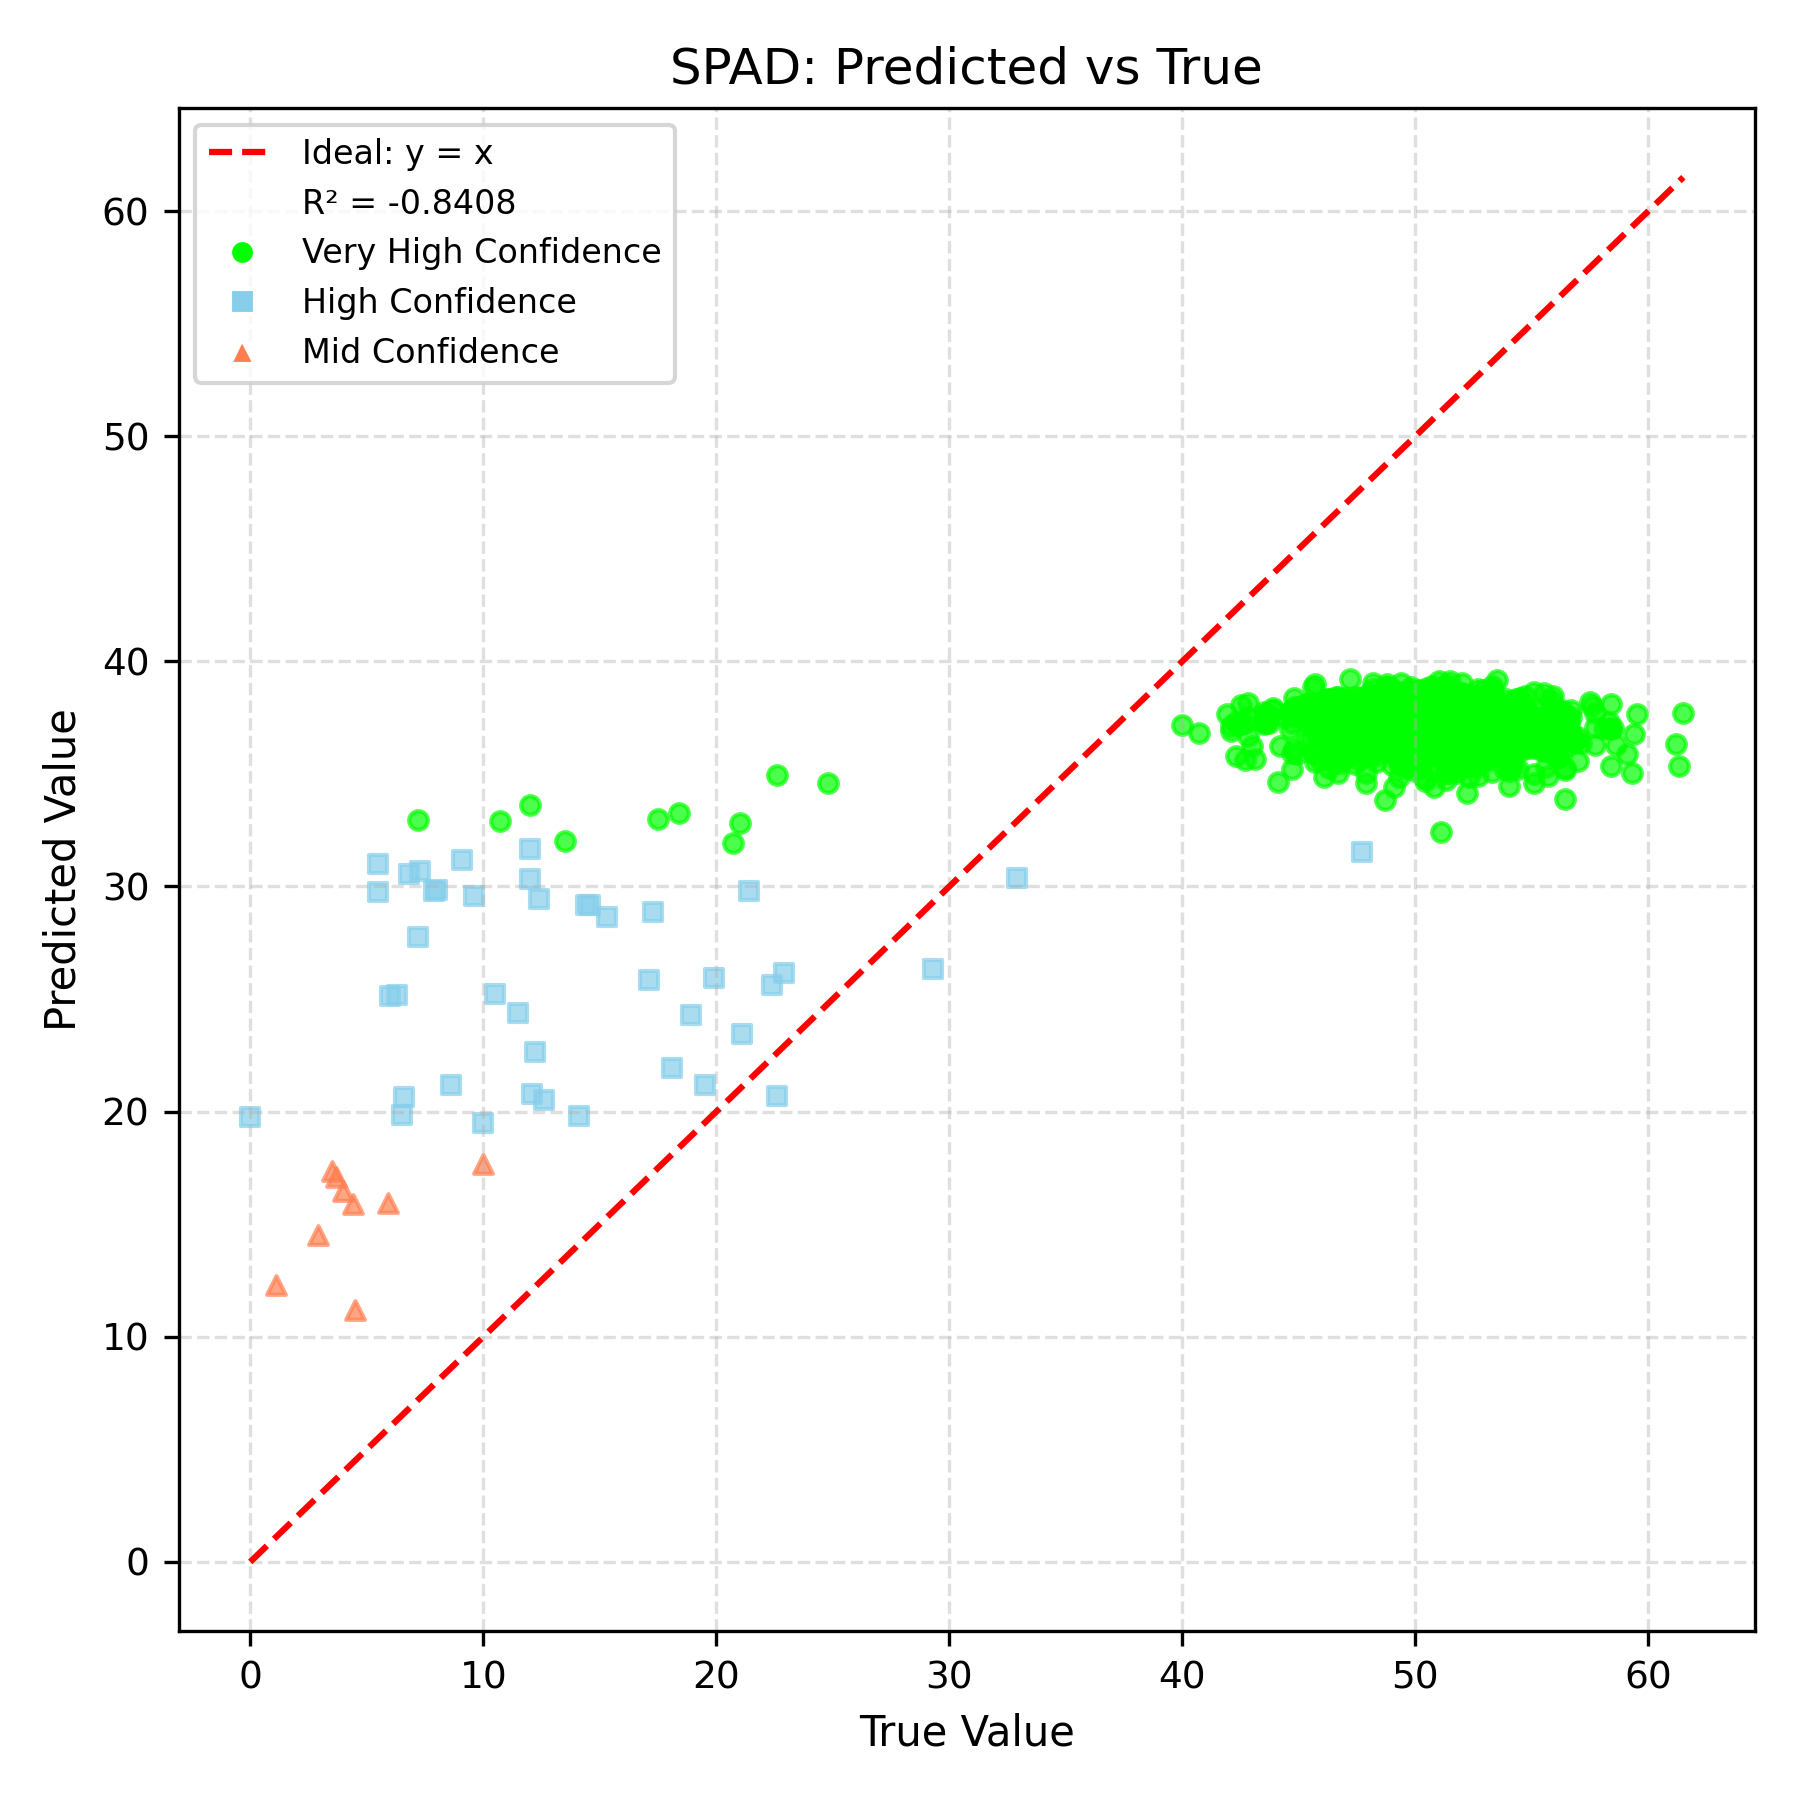 SPAD: Predicted vs True
Ideal: y = x
R² = -0.8408
Very High Confidence
High Confidence
Mid Confidence
60
50
40
30
20
10
0
Predicted Value
0 10 20 30 40 50 60
True Value